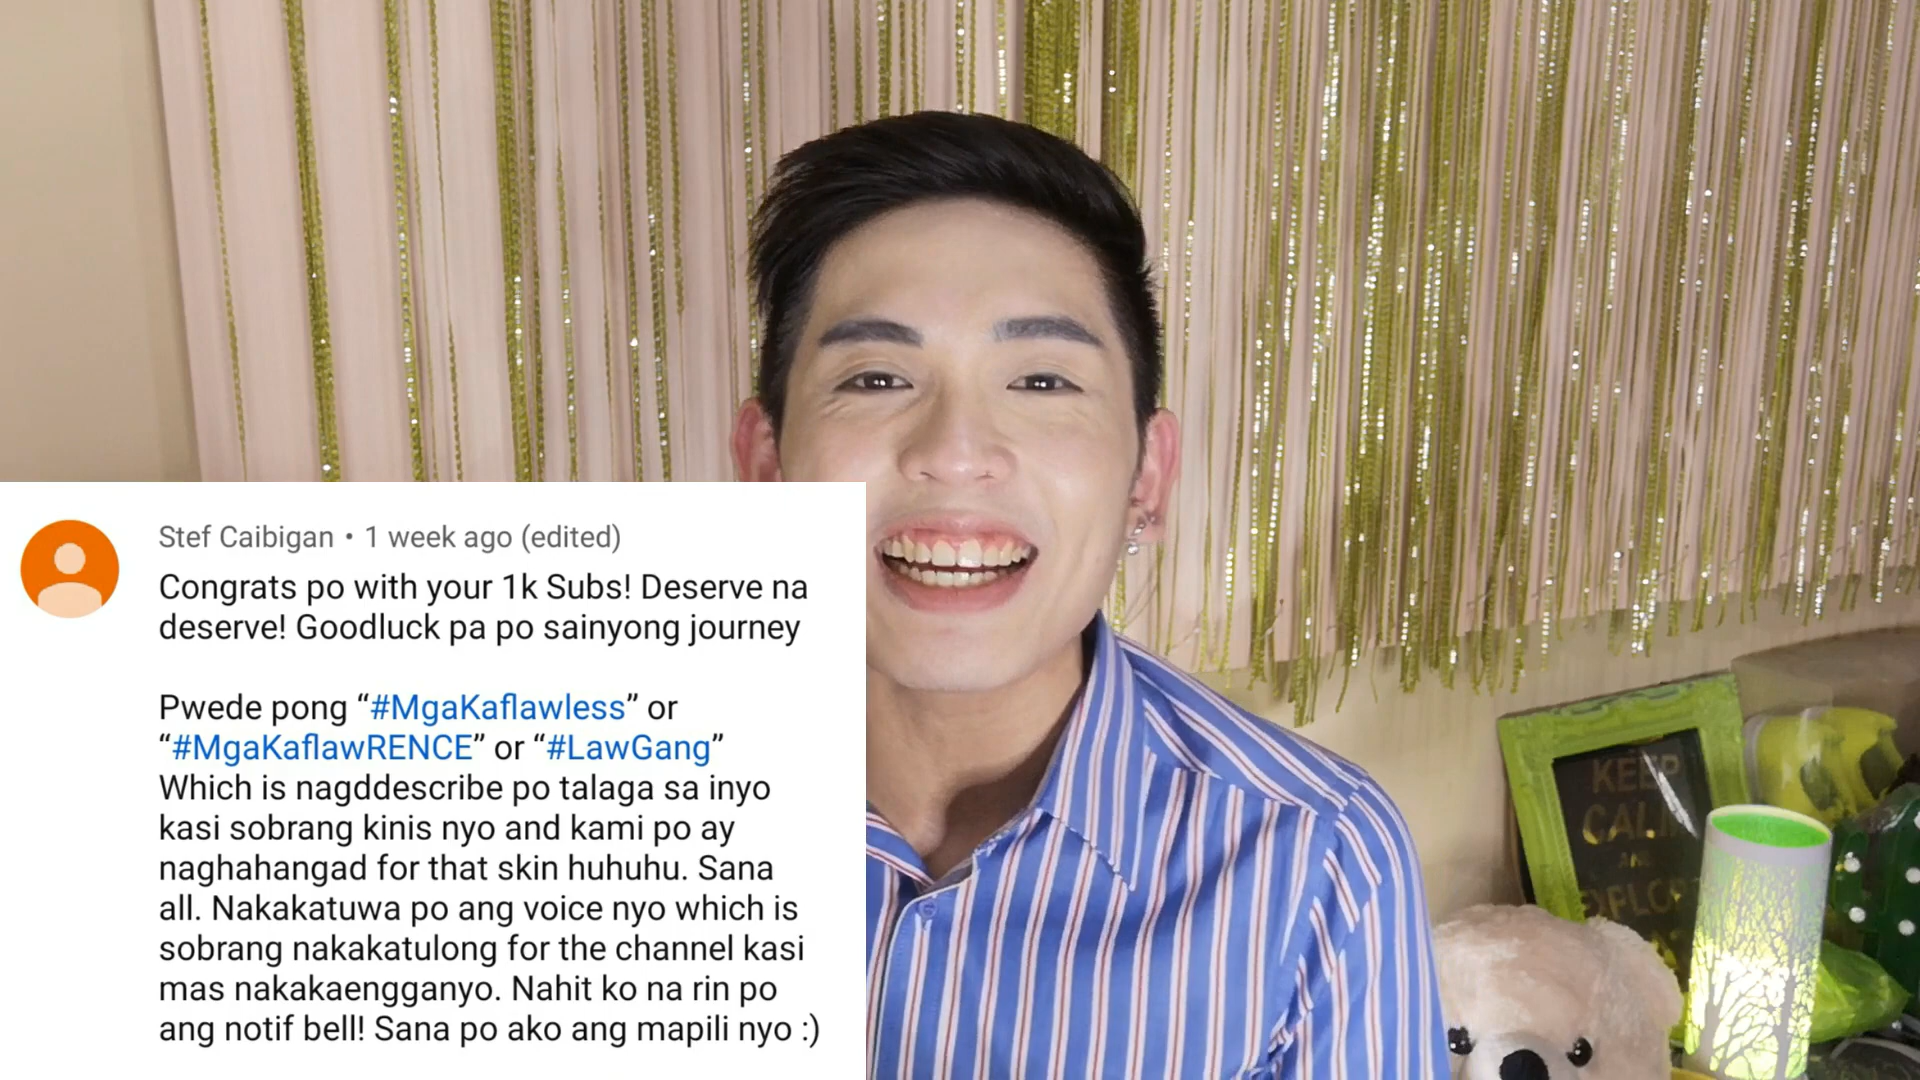 Stef Caibigan • 1 week ago (edited)
Congrats po with your 1k Subs! Deserve na
deserve! Goodluck pa po sainyong journey
Pwede pong “#MgaKaflawless” or
“#MgaKaflawRENCE” or “#LawGang”
Which is nagddescribe po talaga sa inyo
kasi sobrang kinis nyo and kami po ay
naghahangad for that skin huhuhu. Sana
all. Nakakatuwa po ang voice nyo which is
sobrang nakakatulong for the channel kasi
mas nakakaengganyo. Nahit ko na rin po
ang notif bell! Sana po ako ang mapili nyo :)
KEEP
CALM
AND